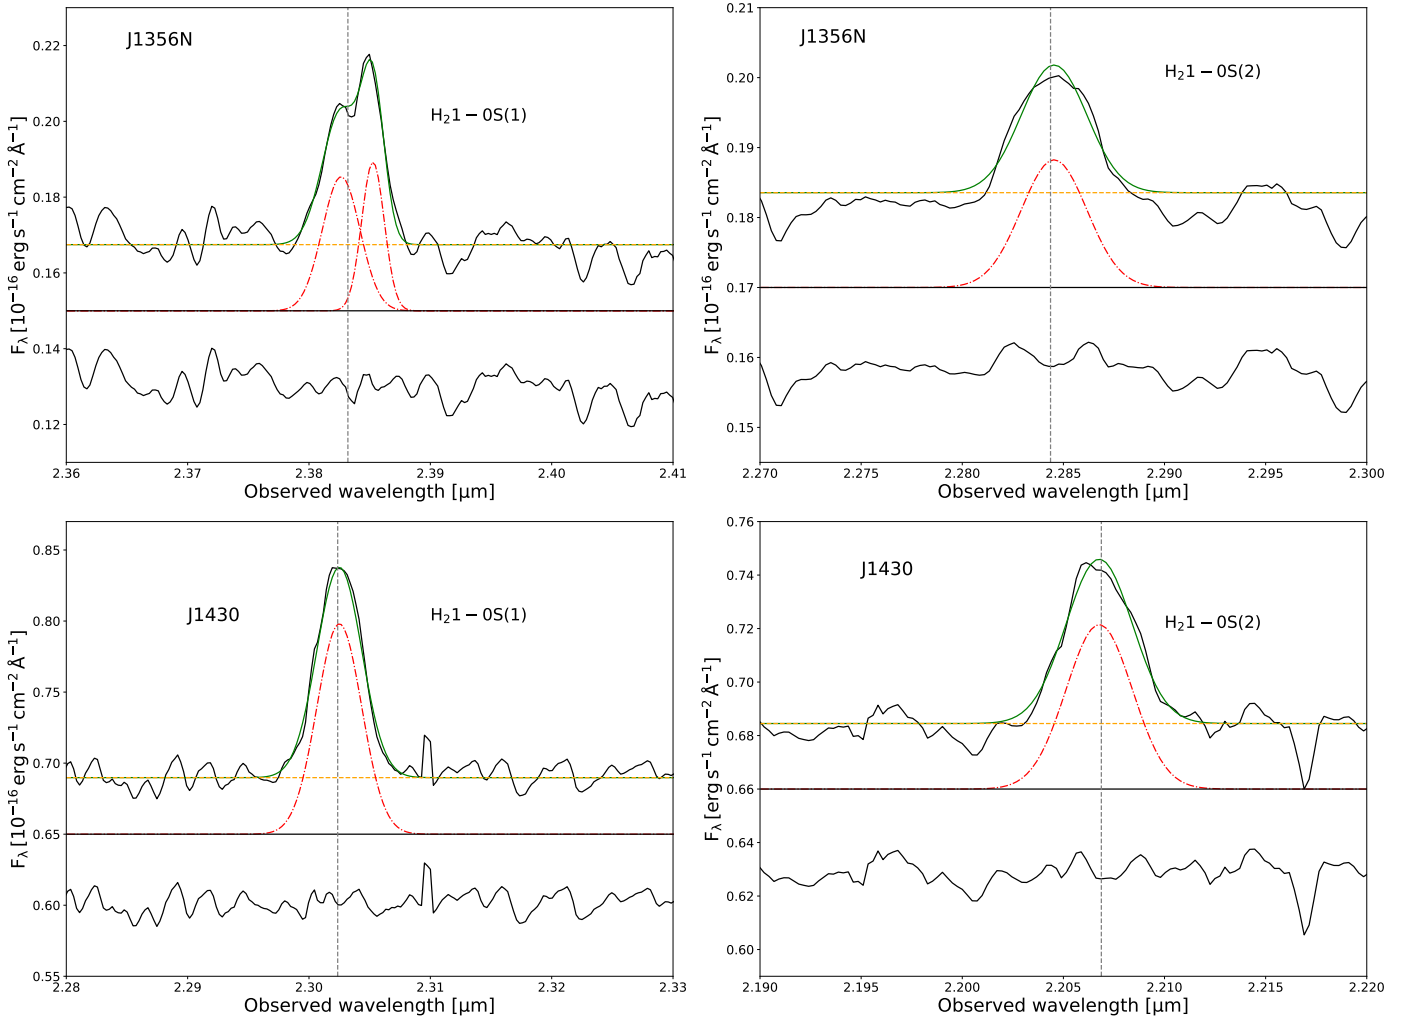 J1356N
H₂1−0S(1)
F_λ [10⁻¹⁶ erg s⁻¹ cm⁻² Å⁻¹]
0.22
0.20
0.18
0.16
0.14
0.12
2.36 2.37 2.38 2.39 2.40 2.41
Observed wavelength [μm]
J1356N
H₂1−0S(2)
F_λ [10⁻¹⁶ erg s⁻¹ cm⁻² Å⁻¹]
0.21
0.20
0.19
0.18
0.17
0.16
0.15
2.270 2.275 2.280 2.285 2.290 2.295 2.300
Observed wavelength [μm]
J1430
H₂1−0S(1)
F_λ [10⁻¹⁶ erg s⁻¹ cm⁻² Å⁻¹]
0.85
0.80
0.75
0.70
0.65
0.60
0.55
2.28 2.29 2.30 2.31 2.32 2.33
Observed wavelength [μm]
J1430
H₂1−0S(2)
F_λ [erg s⁻¹ cm⁻² Å⁻¹]
0.76
0.74
0.72
0.70
0.68
0.66
0.64
0.62
0.60
2.190 2.195 2.200 2.205 2.210 2.215 2.220
Observed wavelength [μm]